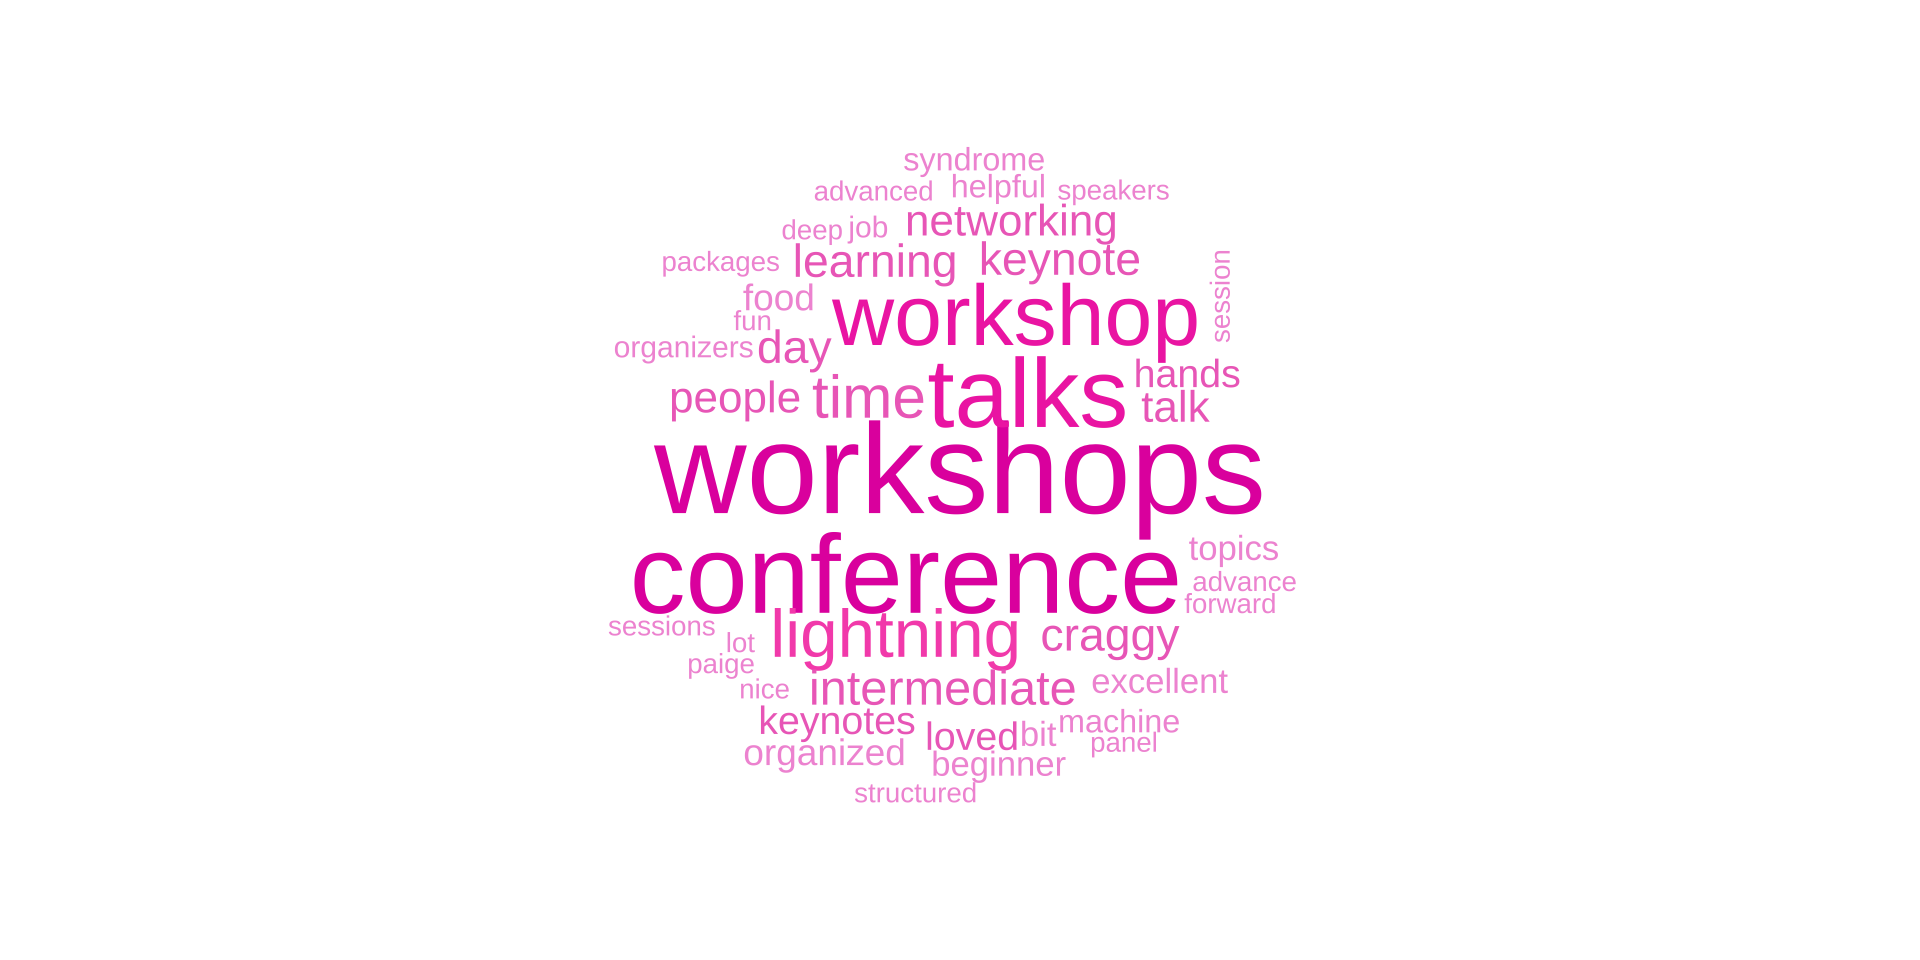 syndrome
advanced helpful speakers
deep job networking
packages learning keynote
session
food workshop
fun
organizers day
people time talks hands
talk
workshops
conference topics
advance
forward
sessions lightning craggy
lot
paige
nice intermediate excellent
keynotes loved bit machine
organized beginner panel
structured